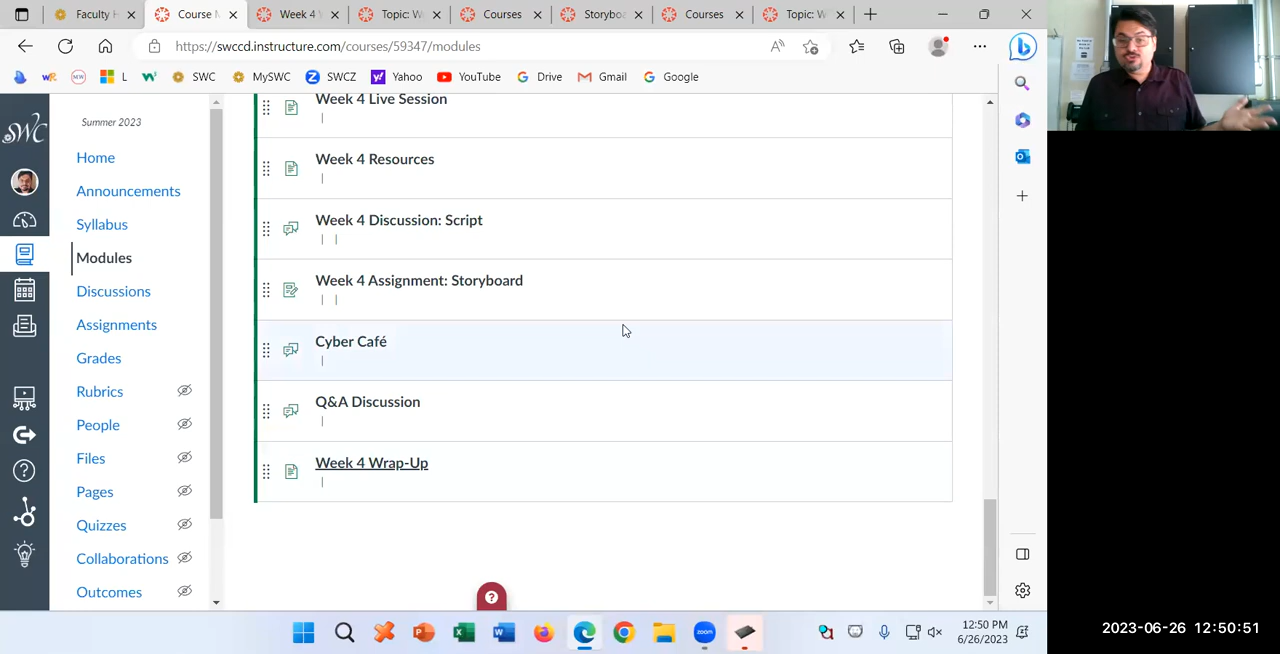 Faculty H
Course M
Week 4
Topic: W
Courses
Storyboa
Courses
Topic: W
https://swccd.instructure.com/courses/59347/modules
L
SWC
MySWC
SWCZ
Yahoo
YouTube
Drive
Gmail
Google
SWC
Summer 2023
Home
Announcements
Syllabus
Modules
Discussions
Assignments
Grades
Rubrics
People
Files
Pages
Quizzes
Collaborations
Outcomes
Week 4 Live Session
Week 4 Resources
Week 4 Discussion: Script
Week 4 Assignment: Storyboard
Cyber Café
Q&A Discussion
Week 4 Wrap-Up
zoom
12:50 PM
6/26/2023
2023-06-26 12:50:51